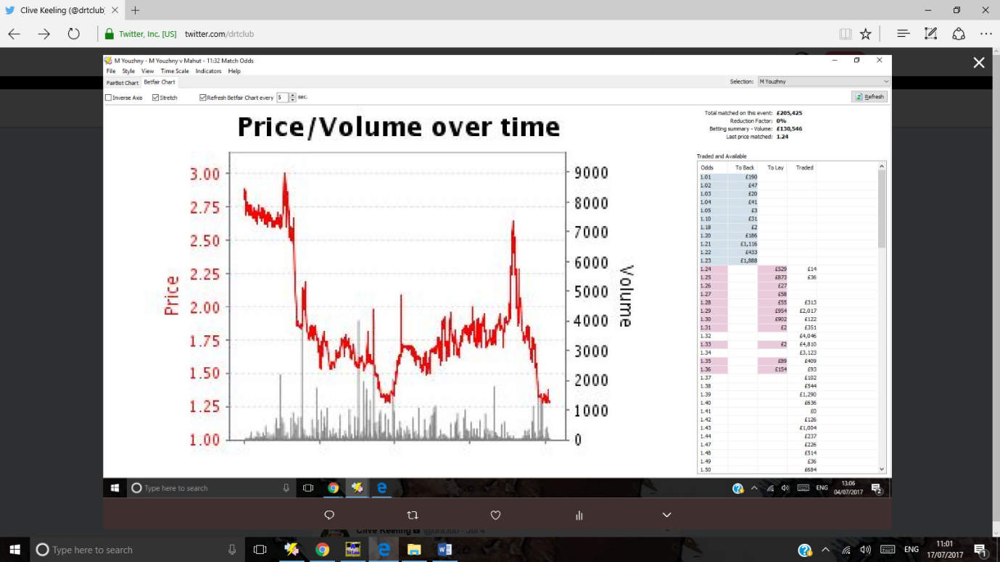 Clive Keeling (@drtclub)
Twitter, Inc. [US] twitter.com/drtclub
M Youzhny - M Youzhny v Mahut - 11:32 Match Odds
File Style View Time Scale Indicators Help
FairBot Chart Betfair Chart Selection: M Youzhny
Inverse Axis Stretch Refresh Betfair Chart every 5 sec. Refresh
Total matched on this event: £205,425
Reduction Factor: 0%
Betting summary - Volume: £130,546
Last price matched: 1.24
Price/Volume over time
3.00
2.75
2.50
2.25
2.00
1.75
1.50
1.25
1.00
Price
9000
8000
7000
6000
5000
4000
3000
2000
1000
0
Volume
Traded and Available
Odds To Back To Lay Traded
1.01 £190
1.02 £47
1.03 £20
1.04 £41
1.05 £3
1.10 £31
1.18 £2
1.20 £186
1.21 £1,116
1.22 £433
1.23 £1,888
1.24 £529 £14
1.25 £873 £36
1.26 £27
1.27 £58
1.28 £55 £313
1.29 £954 £2,017
1.30 £902 £122
1.31 £2 £351
1.32 £4,046
1.33 £2 £4,810
1.34 £3,123
1.35 £89 £409
1.36 £154 £93
1.37 £102
1.38 £544
1.39 £1,290
1.40 £636
1.41 £0
1.42 £126
1.43 £1,004
1.44 £237
1.47 £226
1.48 £514
1.49 £36
1.50 £684
Type here to search ENG 13:06
04/07/2017 2
Clive Keeling @drtclub · Jul 4
Type here to search ENG 11:01
17/07/2017 1